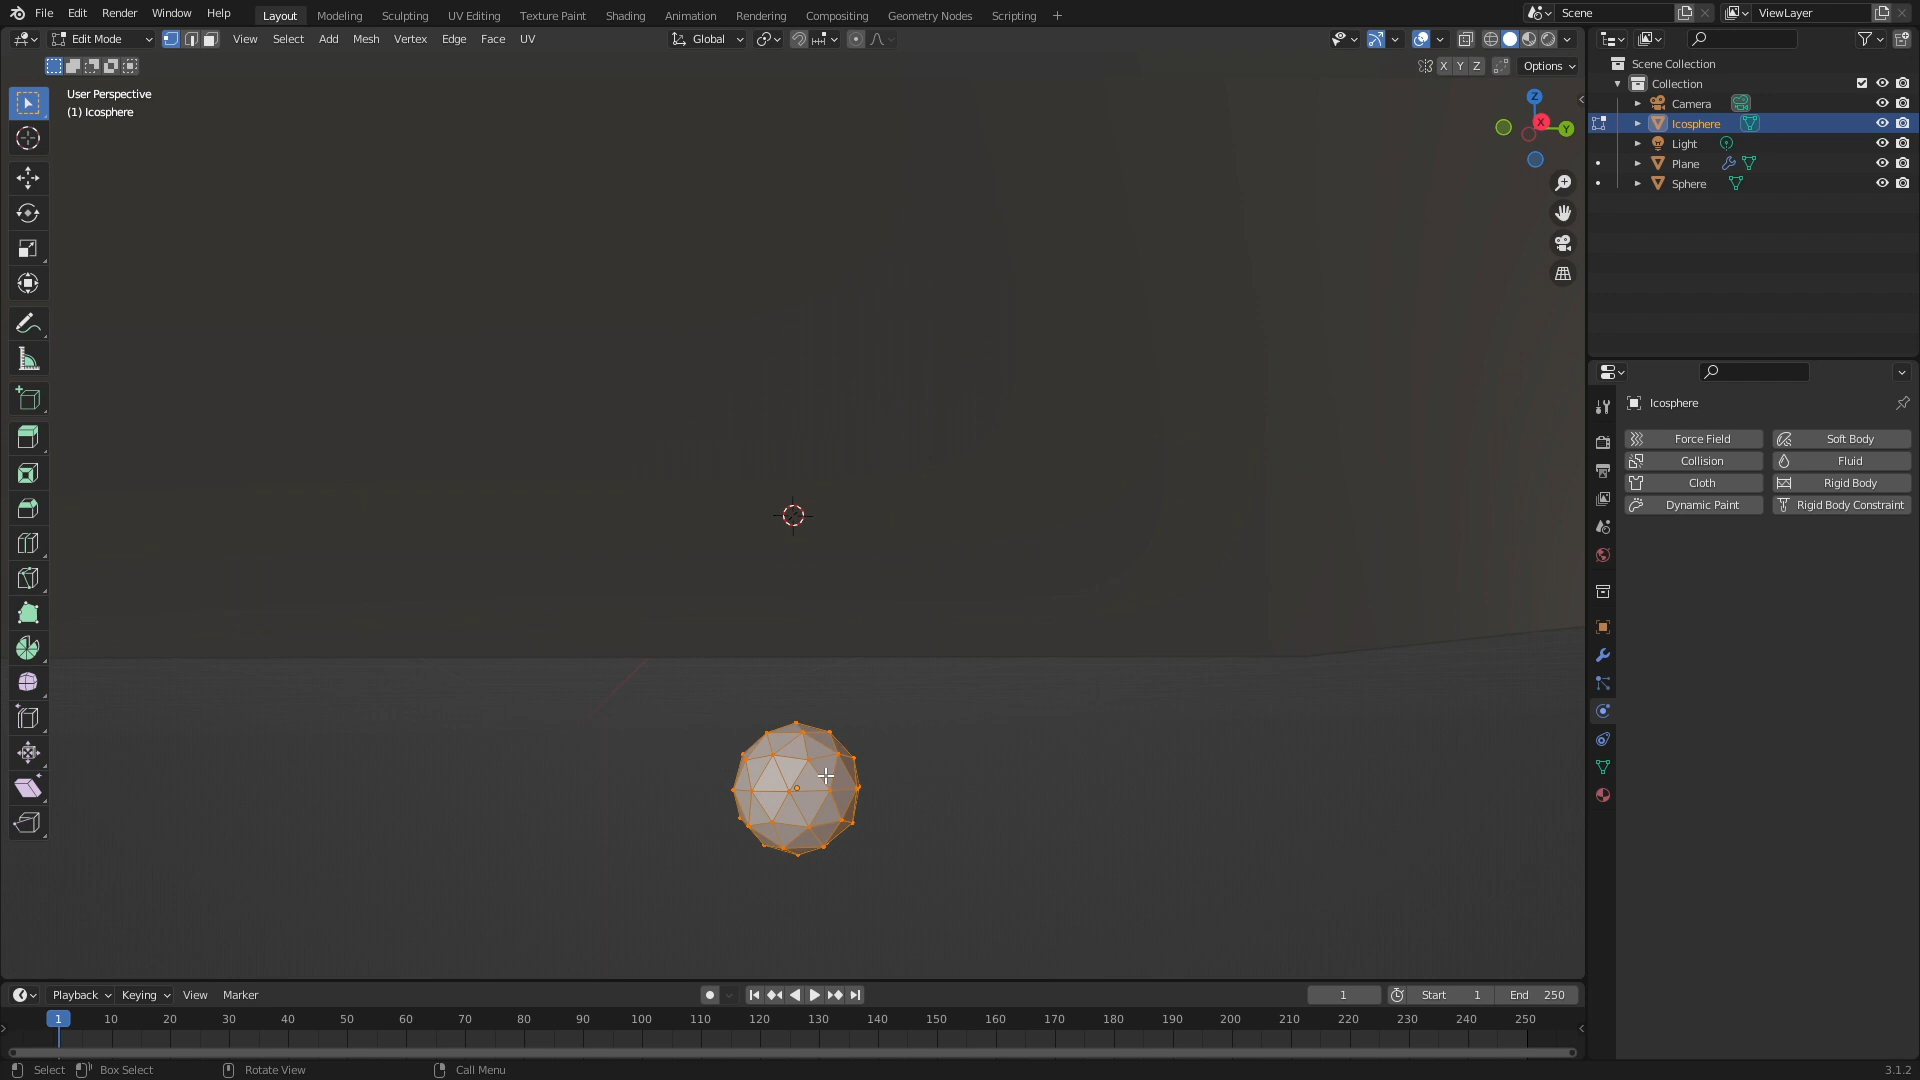 File Edit Render Window Help Layout Modeling Sculpting UV Editing Texture Paint Shading Animation Rendering Compositing Geometry Nodes Scripting + Scene ViewLayer
Edit Mode View Select Add Mesh Vertex Edge Face UV Global
X Y Z Options
User Perspective
(1) Icosphere
Z
X
Y
Scene Collection
Collection
Camera
Icosphere
Light
Plane
Sphere
Icosphere
Force Field Soft Body
Collision Fluid
Cloth Rigid Body
Dynamic Paint Rigid Body Constraint
Playback Keying View Marker 1 Start 1 End 250
1 10 20 30 40 50 60 70 80 90 100 110 120 130 140 150 160 170 180 190 200 210 220 230 240 250
Select Box Select Rotate View Call Menu 3.1.2